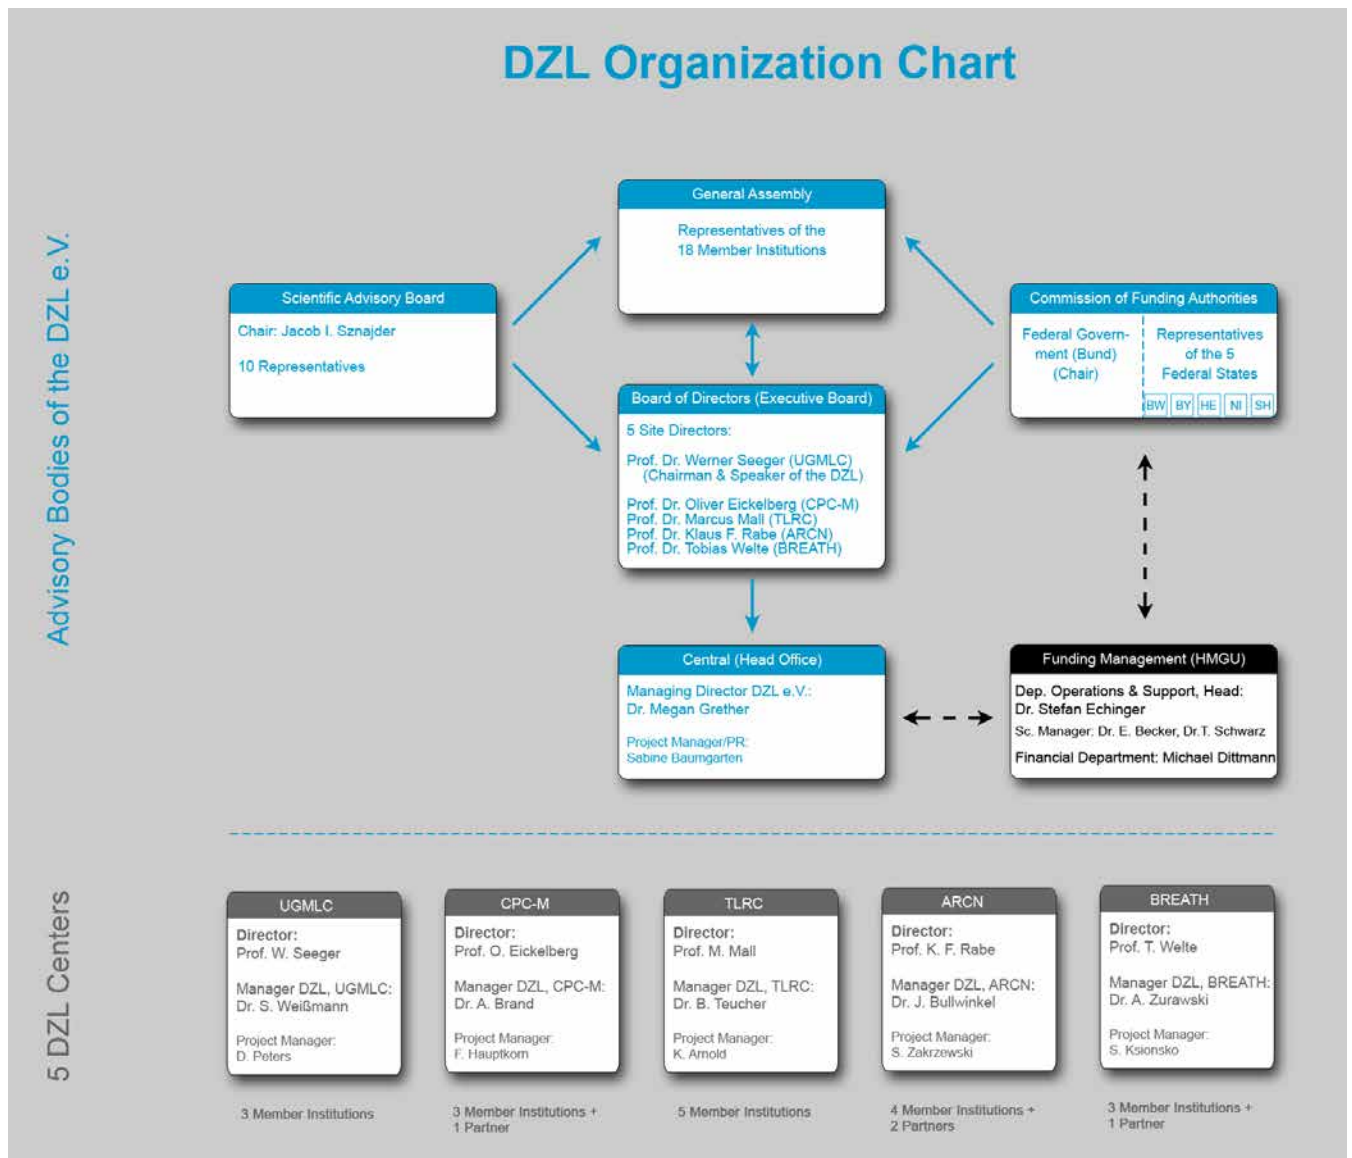 DZL Organization Chart
Advisory Bodies of the DZL e.V.
General Assembly
Representatives of the
18 Member Institutions
Scientific Advisory Board
Chair: Jacob I. Sznajder
10 Representatives
Commission of Funding Authorities
Federal Govern-
ment (Bund)
(Chair)
Representatives
of the 5
Federal States
BW BY HE NI SH
Board of Directors (Executive Board)
5 Site Directors:
Prof. Dr. Werner Seeger (UGMLC)
(Chairman & Speaker of the DZL)
Prof. Dr. Oliver Eickelberg (CPC-M)
Prof. Dr. Marcus Mall (TLRC)
Prof. Dr. Klaus F. Rabe (ARCN)
Prof. Dr. Tobias Welte (BREATH)
Central (Head Office)
Managing Director DZL e.V.:
Dr. Megan Grether
Project Manager/PR:
Sabine Baumgarten
Funding Management (HMGU)
Dep. Operations & Support, Head:
Dr. Stefan Echinger
Sc. Manager: Dr. E. Becker, Dr.T. Schwarz
Financial Department: Michael Dittmann
5 DZL Centers
UGMLC
Director:
Prof. W. Seeger
Manager DZL, UGMLC:
Dr. S. Weißmann
Project Manager:
D. Peters
3 Member Institutions
CPC-M
Director:
Prof. O. Eickelberg
Manager DZL, CPC-M:
Dr. A. Brand
Project Manager:
F. Hauptkorn
3 Member Institutions +
1 Partner
TLRC
Director:
Prof. M. Mall
Manager DZL, TLRC:
Dr. B. Teucher
Project Manager:
K. Arnold
5 Member Institutions
ARCN
Director:
Prof. K. F. Rabe
Manager DZL, ARCN:
Dr. J. Bullwinkel
Project Manager:
S. Zakrzewski
4 Member Institutions +
2 Partners
BREATH
Director:
Prof. T. Welte
Manager DZL, BREATH:
Dr. A. Zurawski
Project Manager:
S. Ksionsko
3 Member Institutions +
1 Partner